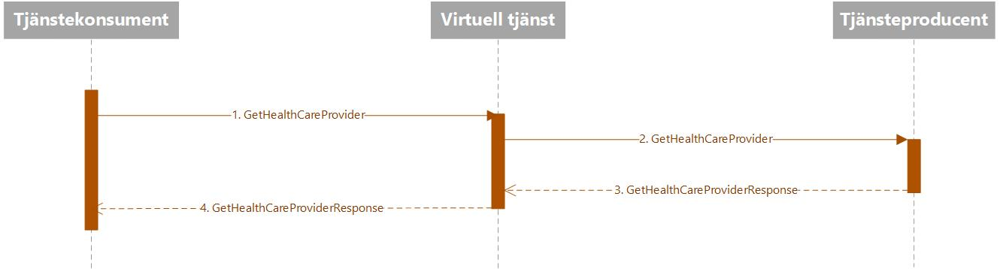 Tjänstekonsument
Virtuell tjänst
Tjänsteproducent
1. GetHealthCareProvider
2. GetHealthCareProvider
3. GetHealthCareProviderResponse
4. GetHealthCareProviderResponse